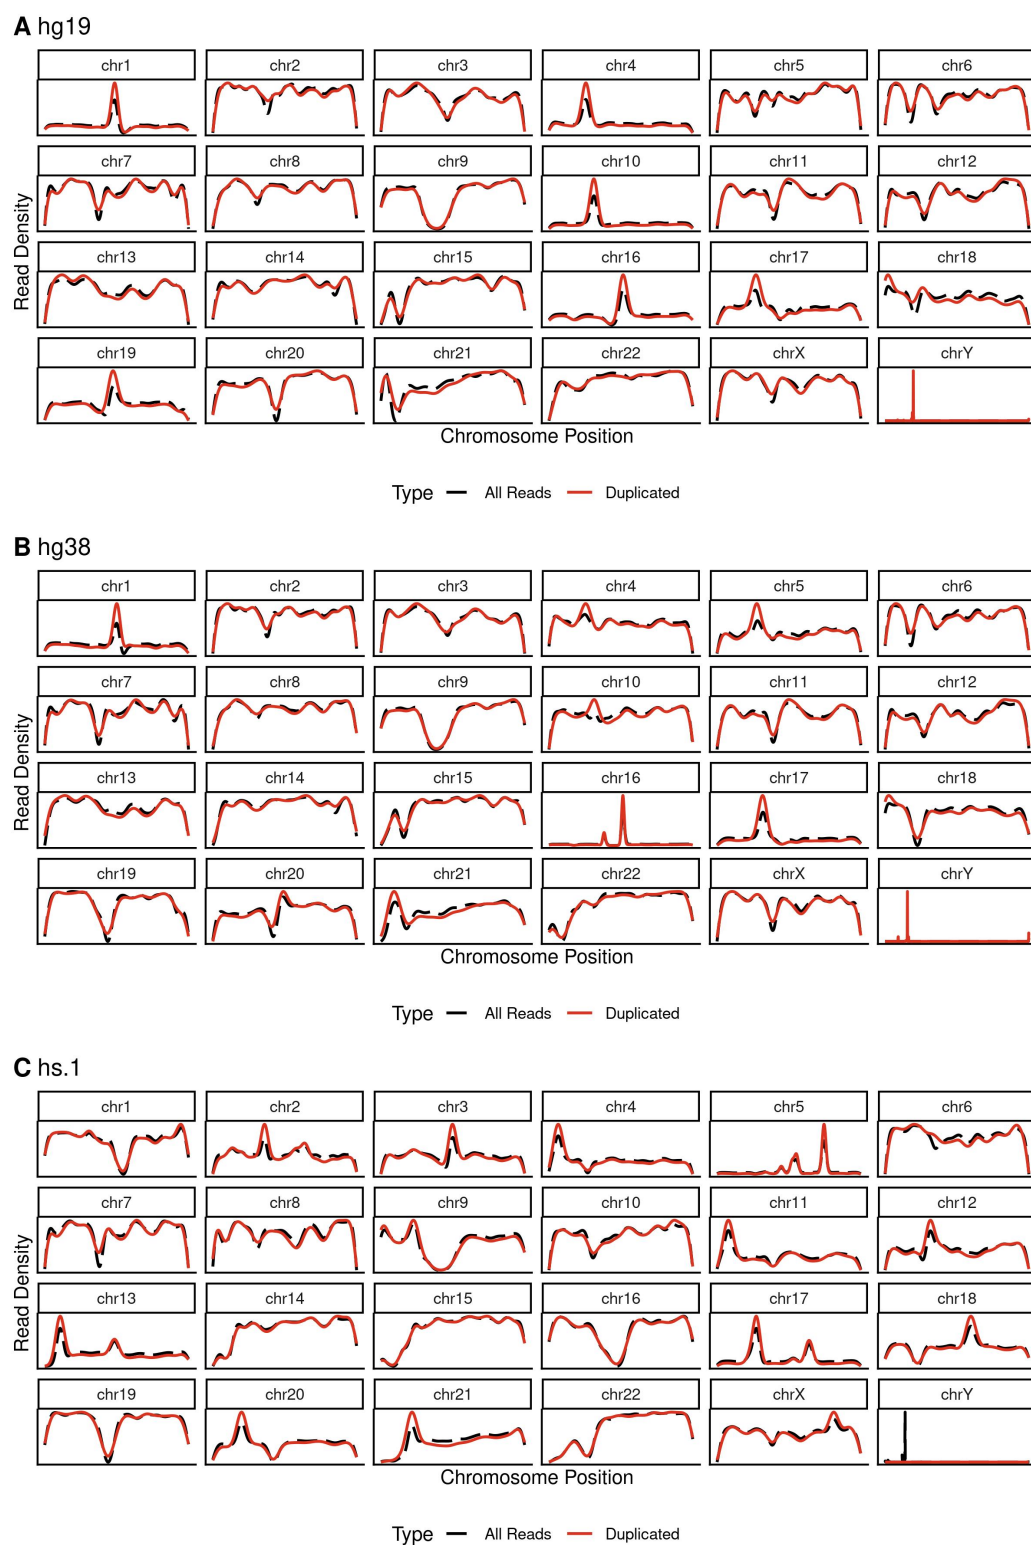 A hg19
chr1 chr2 chr3 chr4 chr5 chr6
chr7 chr8 chr9 chr10 chr11 chr12
chr13 chr14 chr15 chr16 chr17 chr18
chr19 chr20 chr21 chr22 chrX chrY
Read Density
Chromosome Position
Type All Reads Duplicated
B hg38
chr1 chr2 chr3 chr4 chr5 chr6
chr7 chr8 chr9 chr10 chr11 chr12
chr13 chr14 chr15 chr16 chr17 chr18
chr19 chr20 chr21 chr22 chrX chrY
Read Density
Chromosome Position
Type All Reads Duplicated
C hs.1
chr1 chr2 chr3 chr4 chr5 chr6
chr7 chr8 chr9 chr10 chr11 chr12
chr13 chr14 chr15 chr16 chr17 chr18
chr19 chr20 chr21 chr22 chrX chrY
Read Density
Chromosome Position
Type All Reads Duplicated